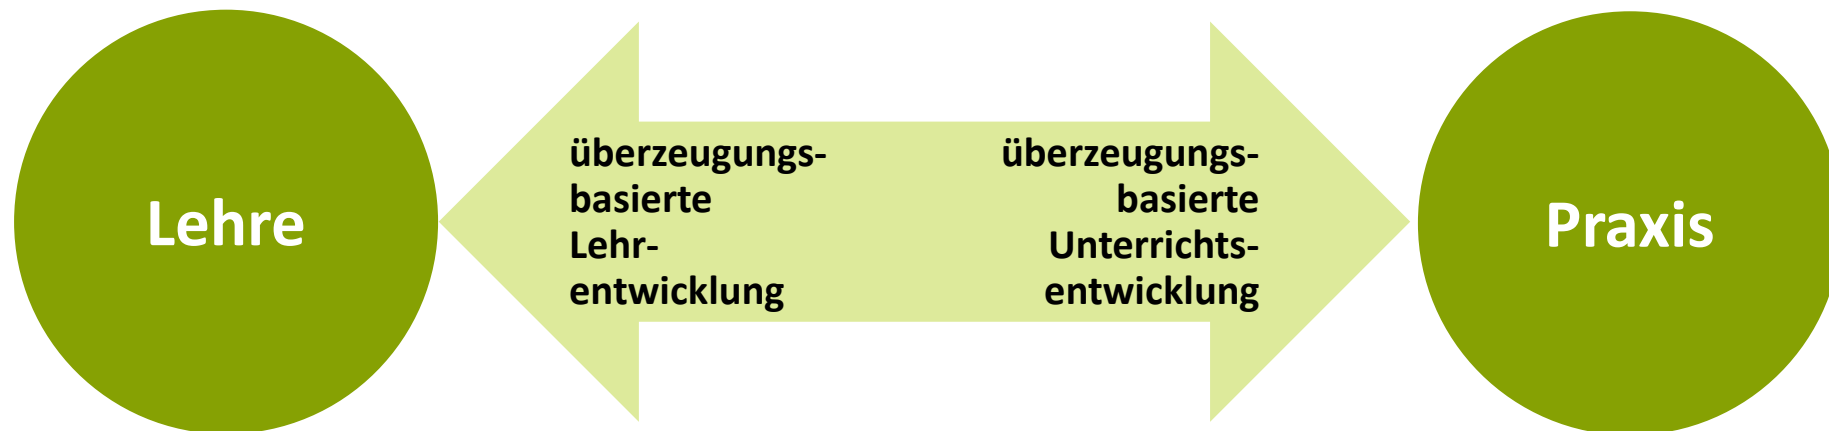 Lehre
überzeugungs-
basierte
Lehr-
entwicklung
überzeugungs-
basierte
Unterrichts-
entwicklung
Praxis